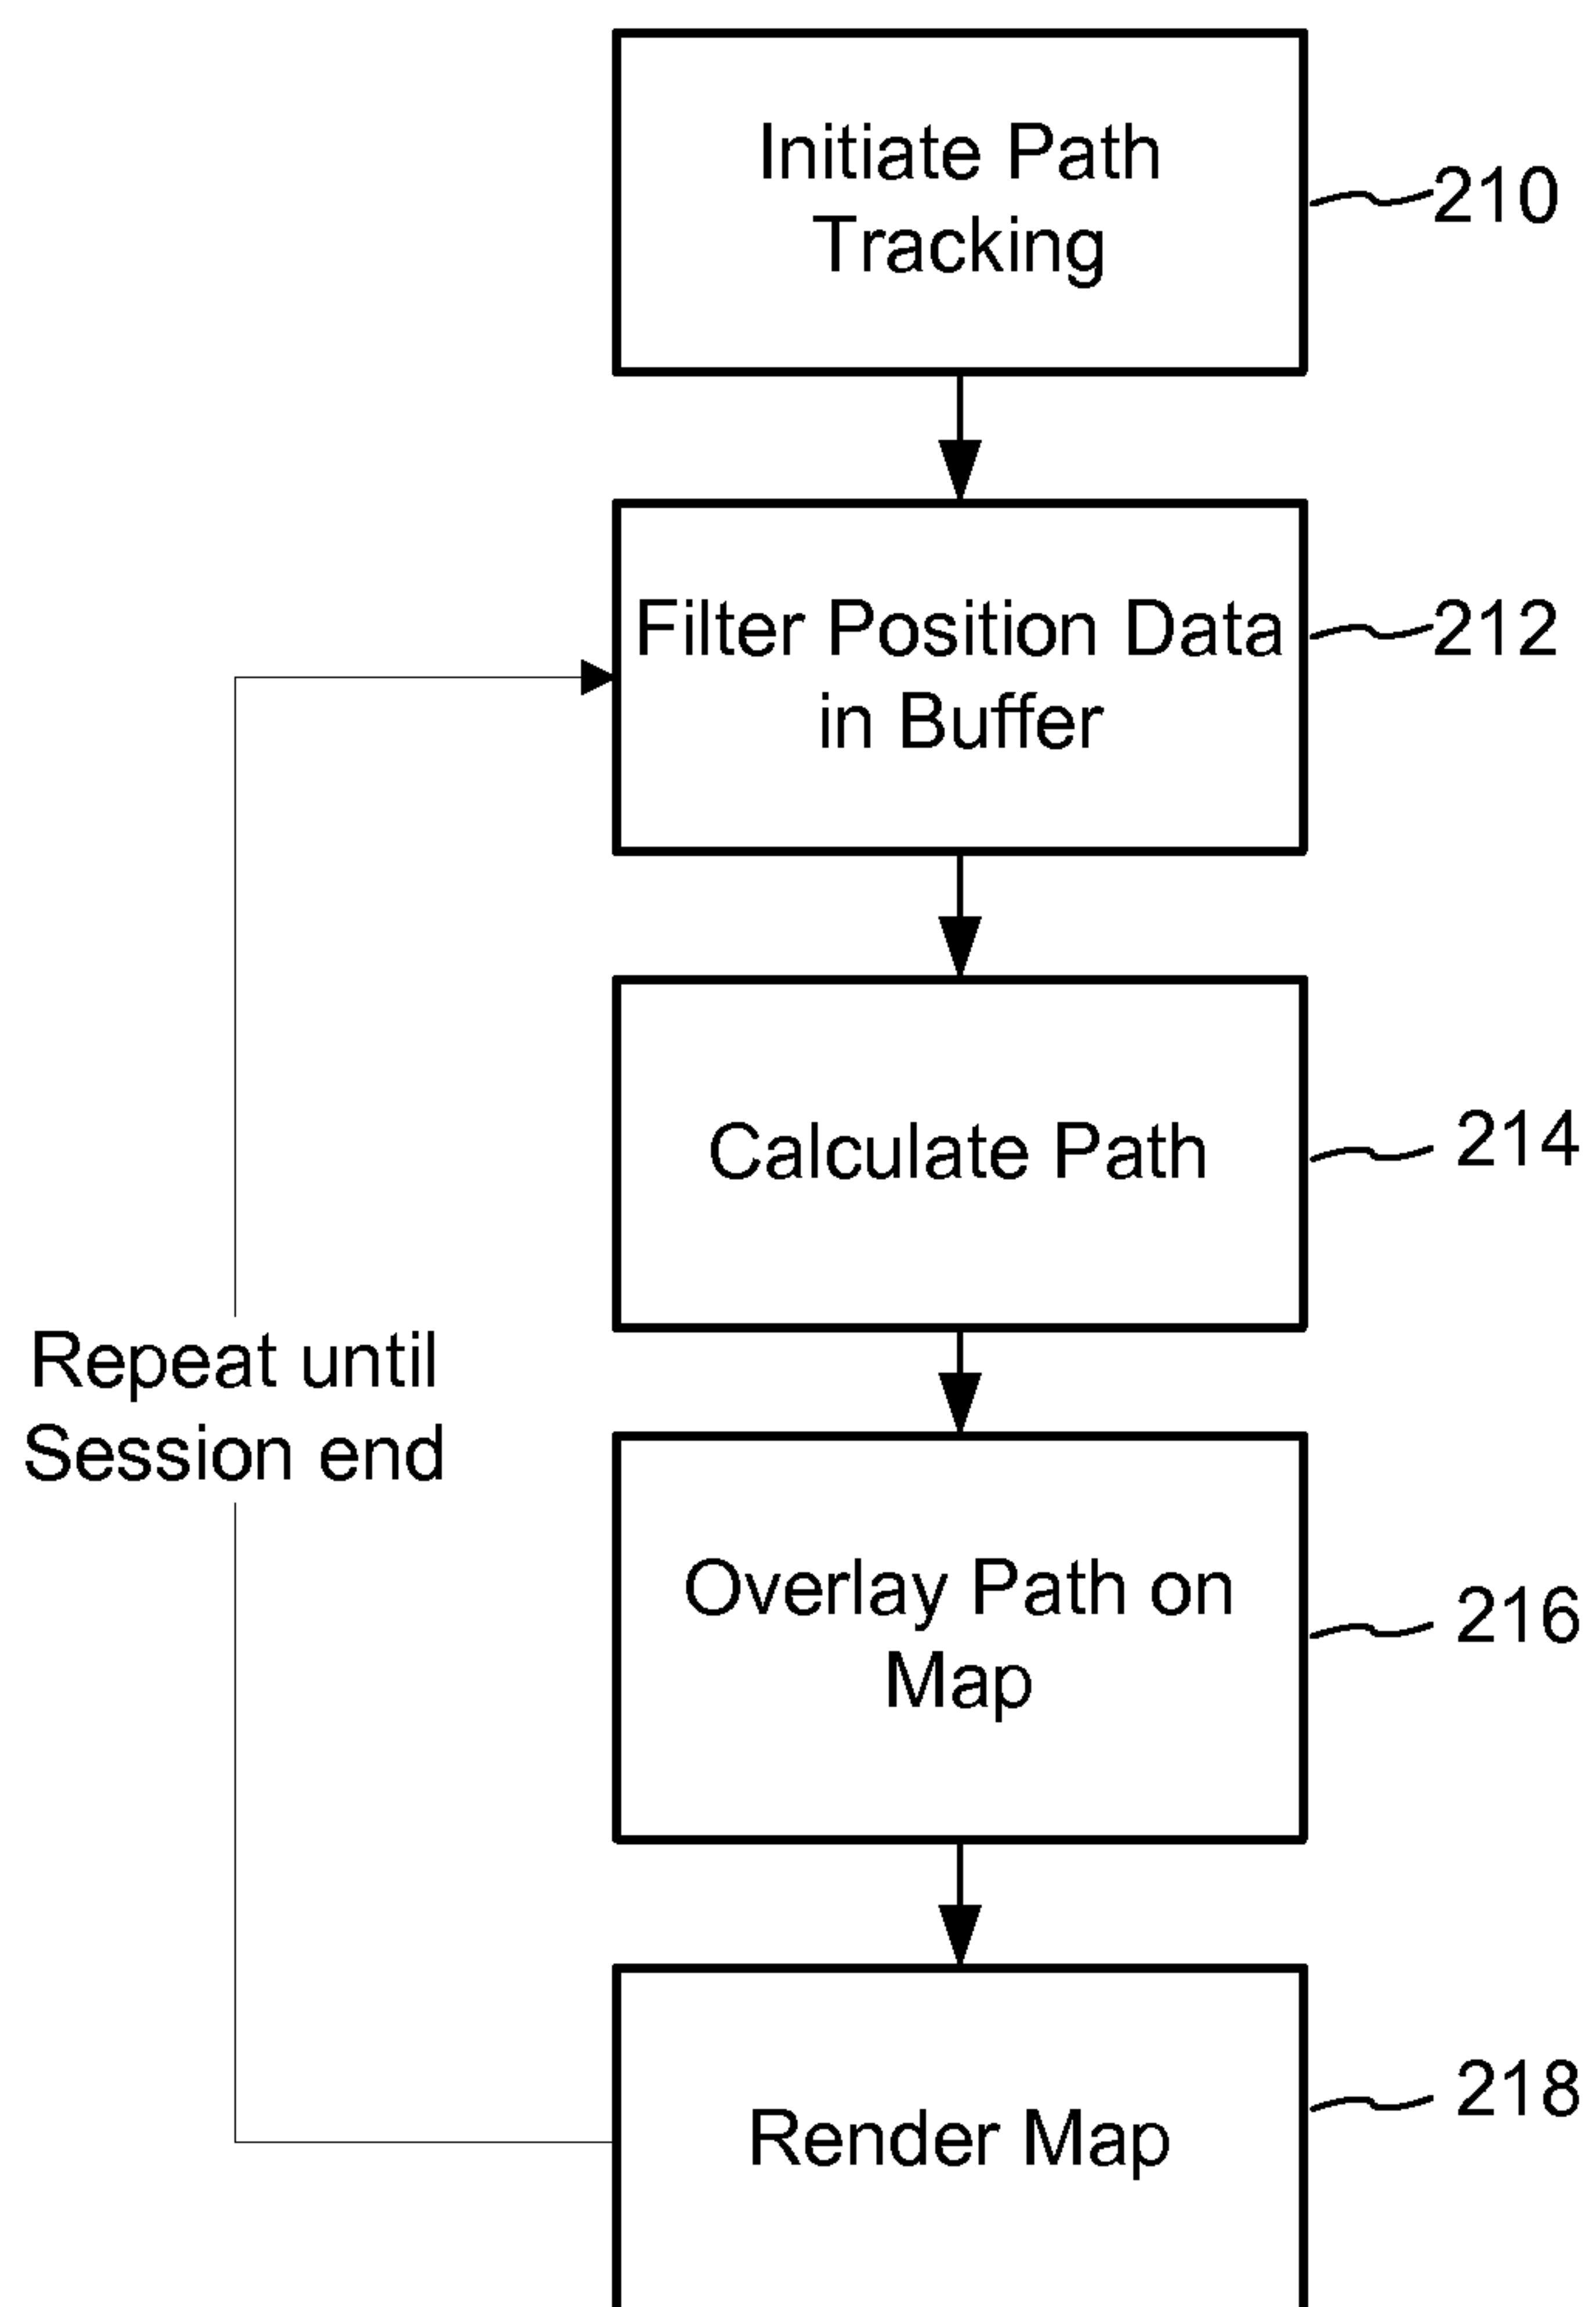 Initiate Path
Tracking
210
Filter Position Data
in Buffer
212
Calculate Path
214
Repeat until
Session end
Overlay Path on
Map
216
Render Map
218